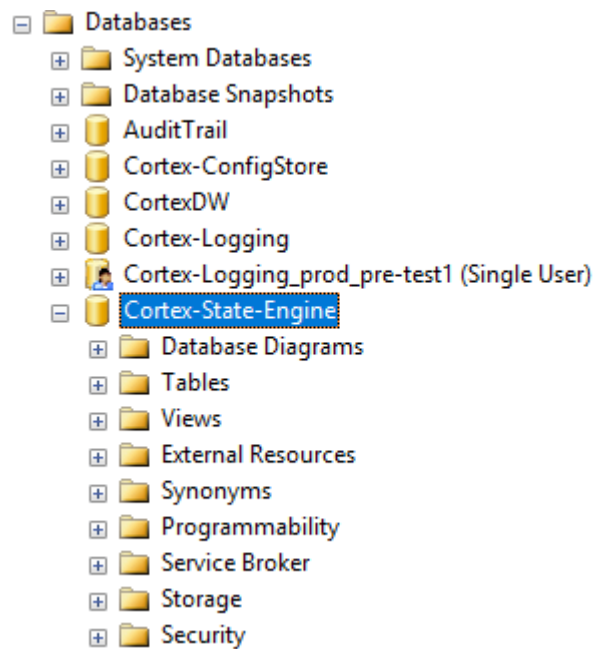 Databases
System Databases
Database Snapshots
AuditTrail
Cortex-ConfigStore
CortexDW
Cortex-Logging
Cortex-Logging_prod_pre-test1 (Single User)
Cortex-State-Engine
Database Diagrams
Tables
Views
External Resources
Synonyms
Programmability
Service Broker
Storage
Security